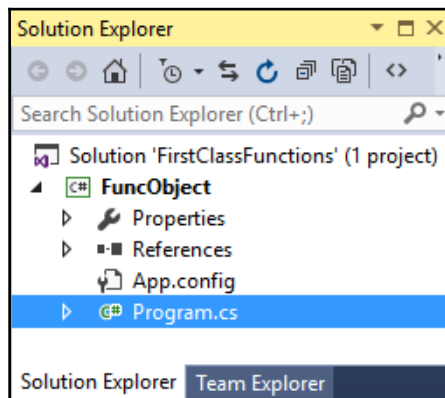 Solution Explorer
Search Solution Explorer (Ctrl+;)
Solution 'FirstClassFunctions' (1 project)
C# FuncObject
Properties
References
App.config
C# Program.cs
Solution Explorer Team Explorer